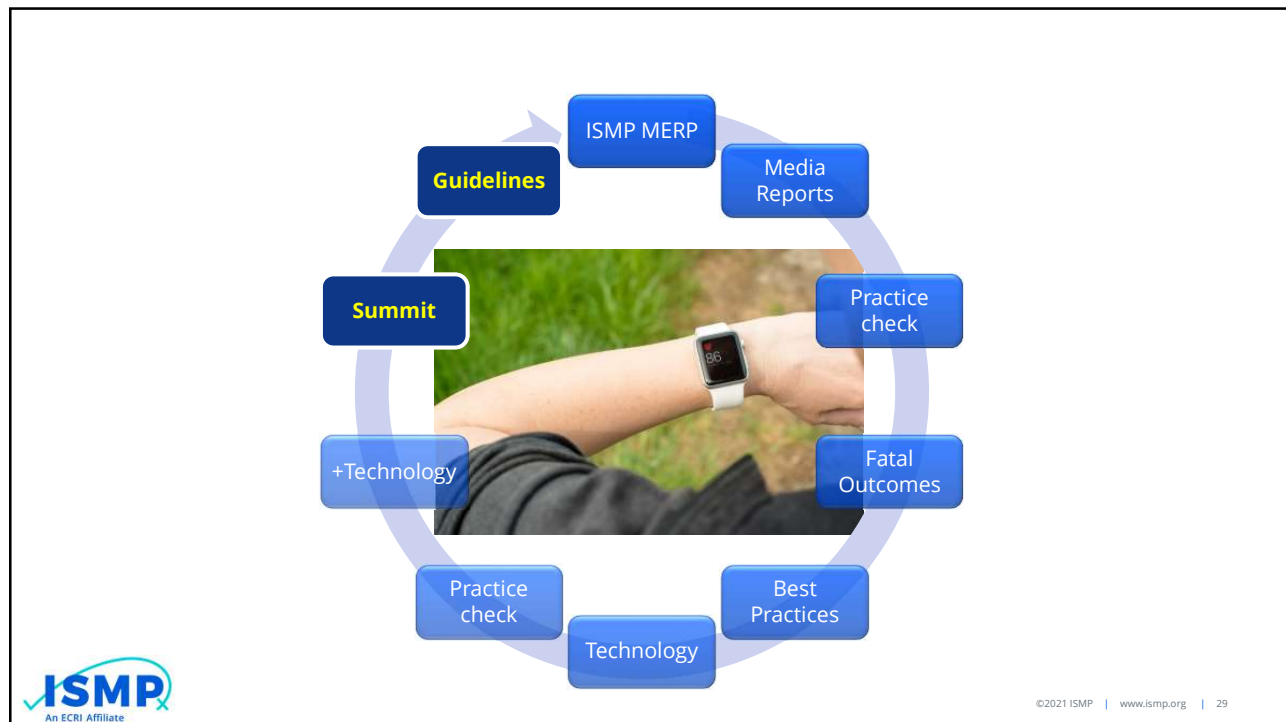 ISMP MERP
Media
Reports
Practice
check
Fatal
Outcomes
Best
Practices
Technology
Practice
check
+Technology
Summit
Guidelines
86
ISMP
An ECRI Affiliate
©2021 ISMP | www.ismp.org | 29